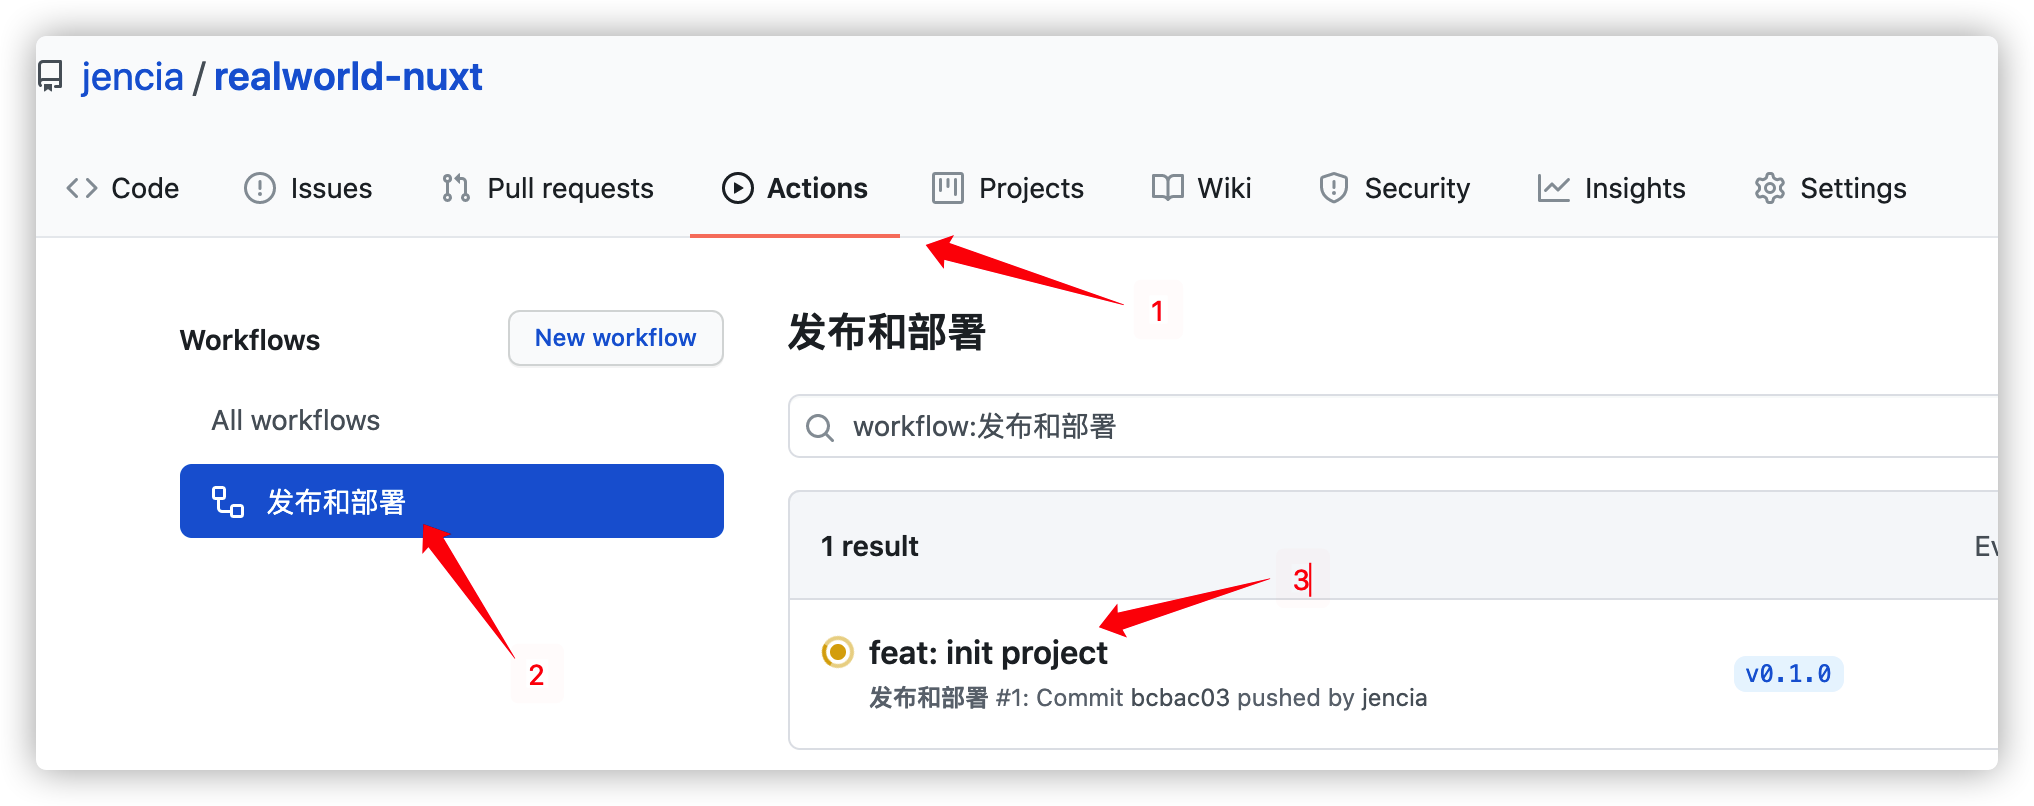 jencia / realworld-nuxt
Code Issues Pull requests Actions Projects Wiki Security Insights Settings
1
Workflows
New workflow
All workflows
发布和部署
2
发布和部署
workflow:发布和部署
1 result
Ev
3
feat: init project
发布和部署 #1: Commit bcbac03 pushed by jencia
v0.1.0